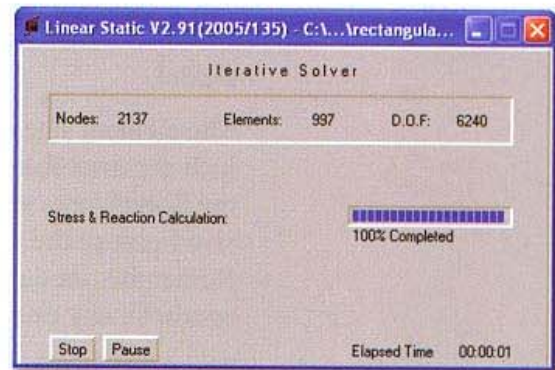 Linear Static V2.91(2005/135) - C:\...\rectangula...
Iterative Solver
Nodes: 2137 Elements: 997 D.O.F: 6240
Stress & Reaction Calculation:
100% Completed
Stop Pause Elapsed Time 00:00:01